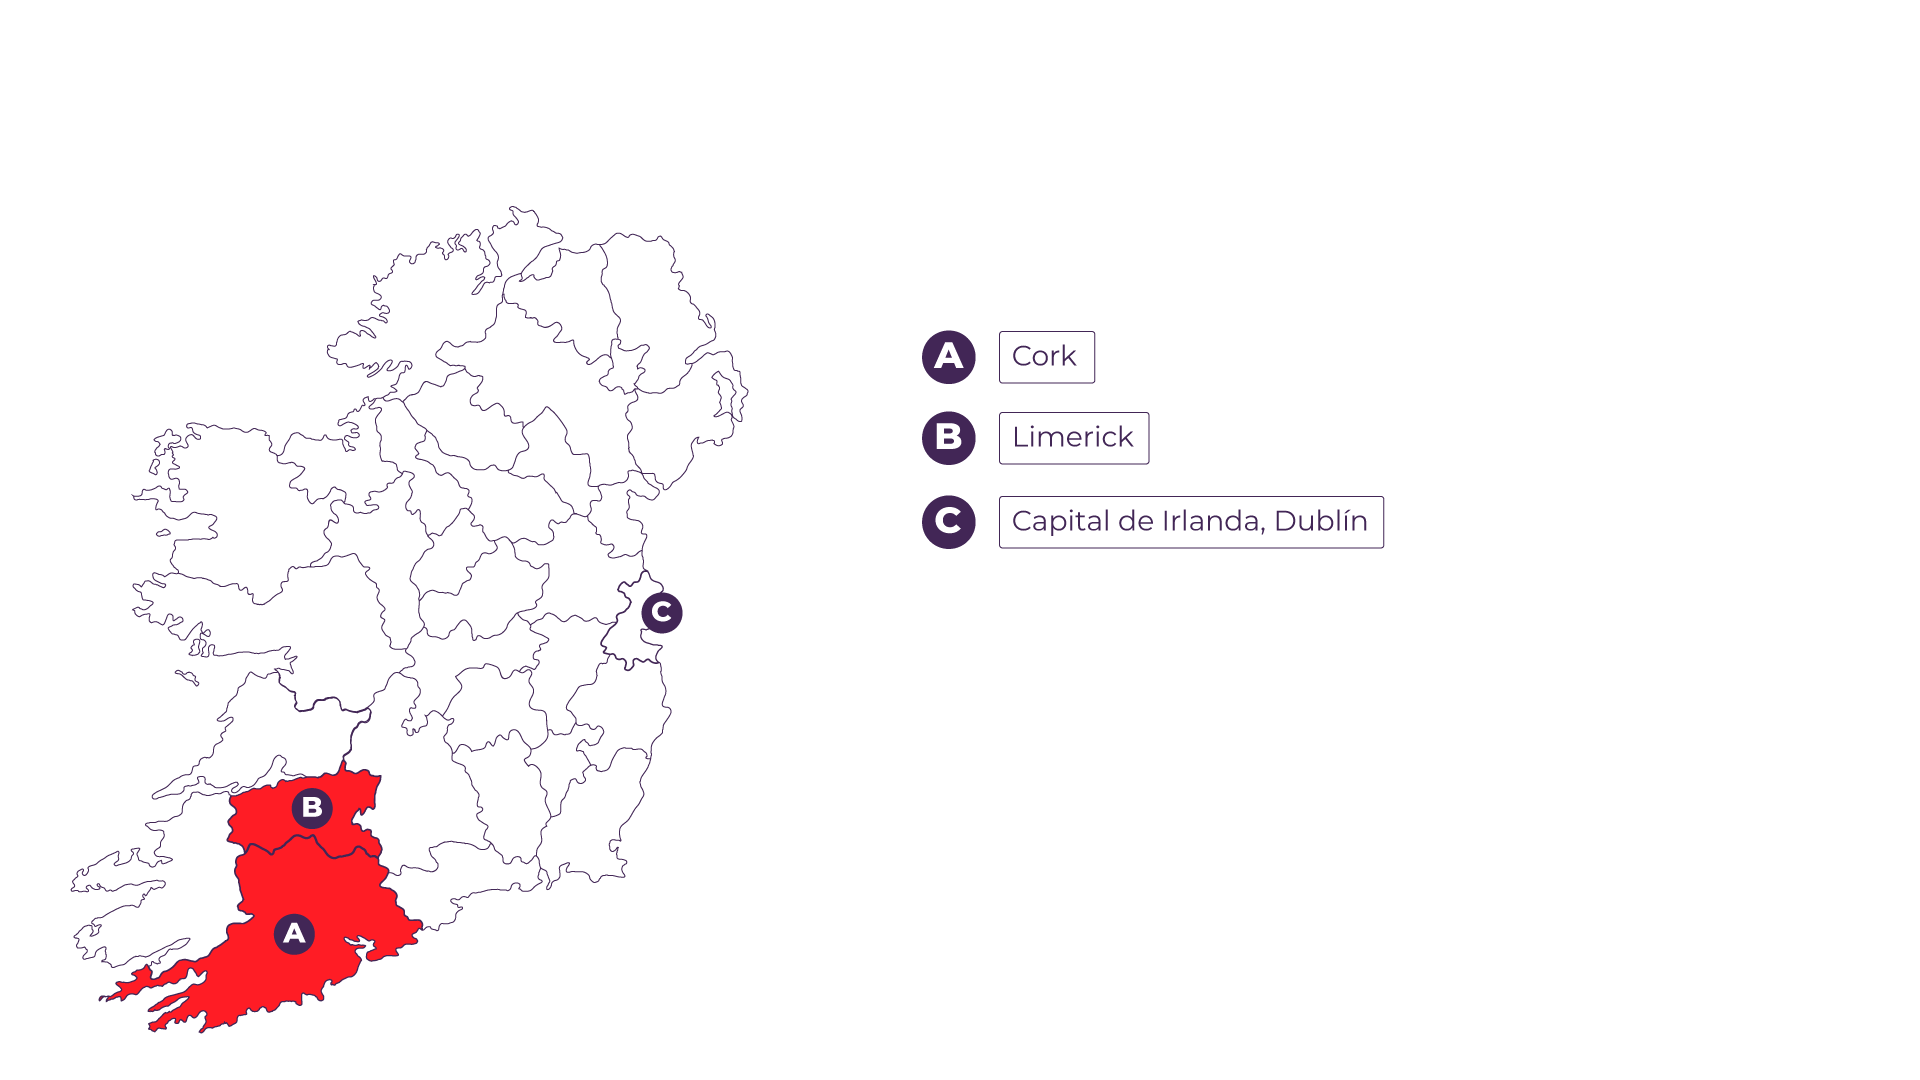 A Cork
B Limerick
C Capital de Irlanda, Dublín
C
B
A